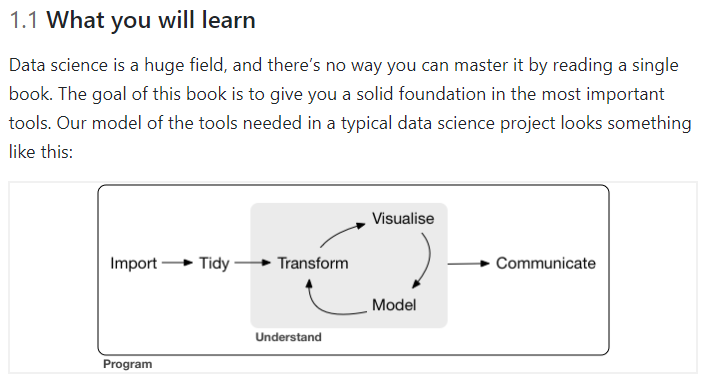 1.1 What you will learn
Data science is a huge field, and there’s no way you can master it by reading a single
book. The goal of this book is to give you a solid foundation in the most important
tools. Our model of the tools needed in a typical data science project looks something
like this:
Visualise
Import Tidy Transform Communicate
Model
Understand
Program